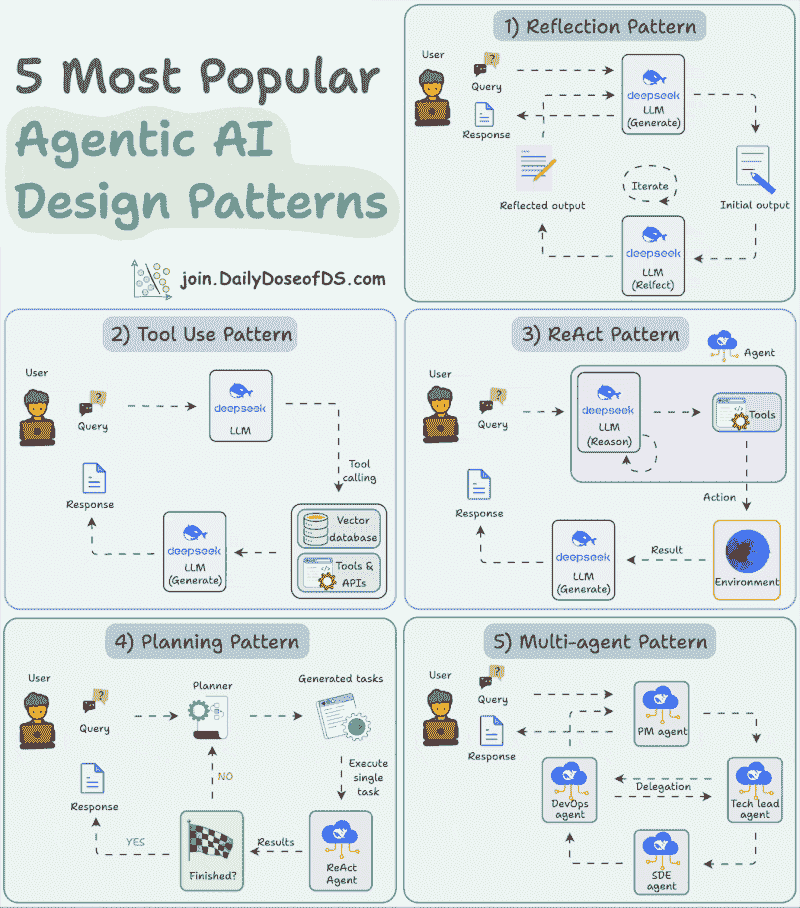 5 Most Popular
Agentic AI
Design Patterns
join.DailyDoseofDS.com
1) Reflection Pattern
User
Query
Response
deepseek
LLM
(Generate)
Reflected output
Iterate
Initial output
deepseek
LLM
(Relfect)
2) Tool Use Pattern
User
Query
deepseek
LLM
Tool
calling
Response
deepseek
LLM
(Generate)
Vector
database
Tools &
APIs
3) ReAct Pattern
Agent
User
Query
deepseek
LLM
(Reason)
Tools
Action
Response
deepseek
LLM
(Generate)
Result
Environment
4) Planning Pattern
User
Query
Planner
Generated tasks
NO
Execute
single
task
Response
YES
Finished?
Results
ReAct
Agent
5) Multi-agent Pattern
User
Query
Response
PM agent
DevOps
agent
Delegation
Tech lead
agent
SDE
agent